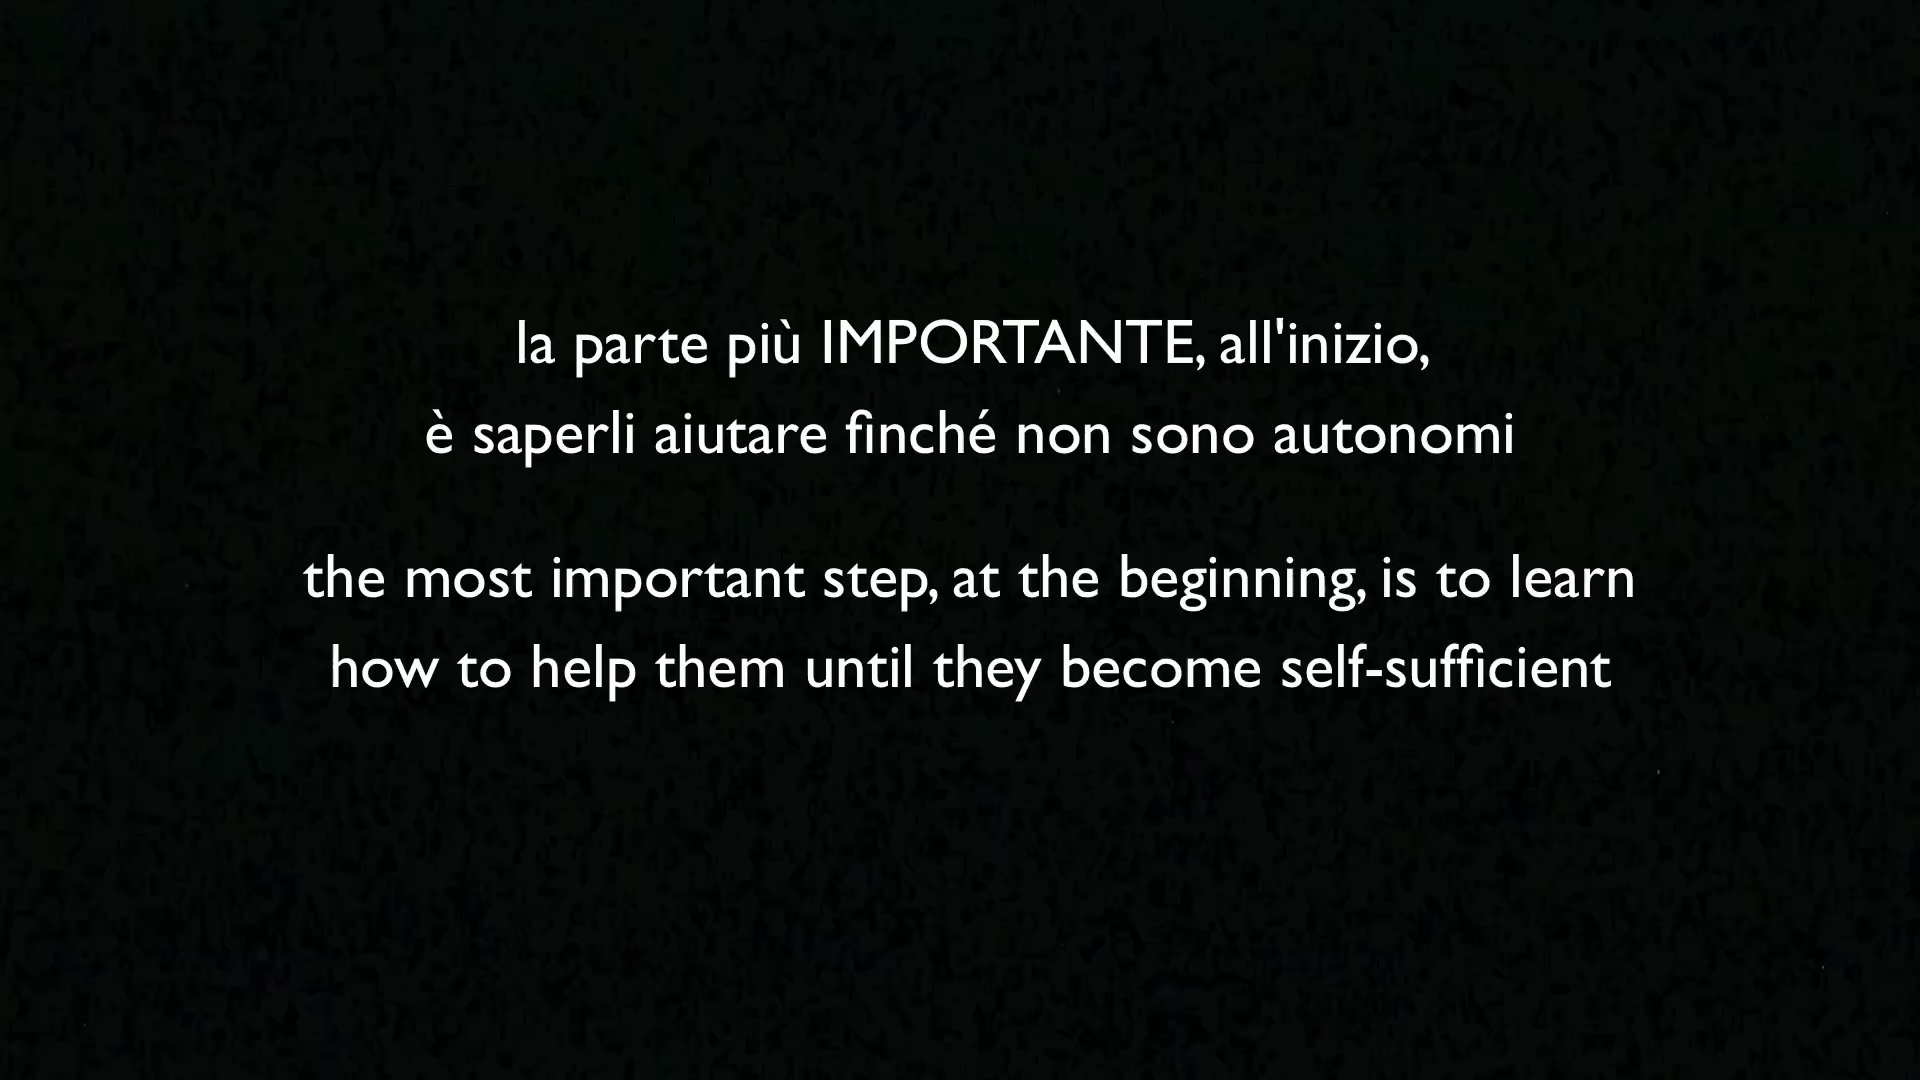 la parte più IMPORTANTE, all'inizio,
è saperli aiutare finché non sono autonomi
the most important step, at the beginning, is to learn
how to help them until they become self-sufficient